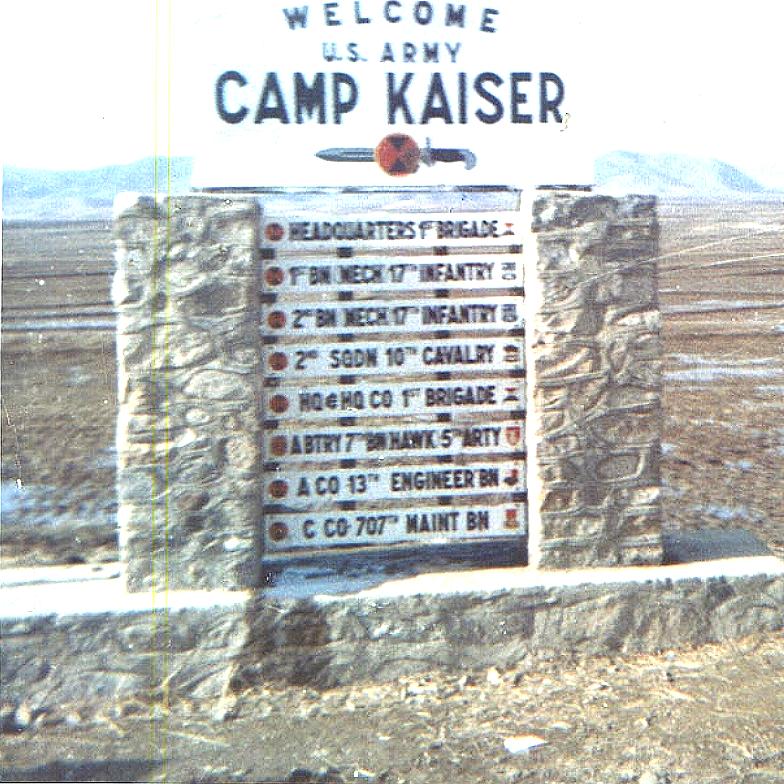 WELCOME
U.S. ARMY
CAMP KAISER
HEADQUARTERS 1ST BRIGADE
1ST BN MECH 17TH INFANTRY
2ND BN MECH 17TH INFANTRY
2ND SQDN 10TH CAVALRY
HQ & HQ CO 1ST BRIGADE
A BTRY 7TH BN HAWK 5TH ARTY
A CO 13TH ENGINEER BN
C CO 707TH MAINT BN